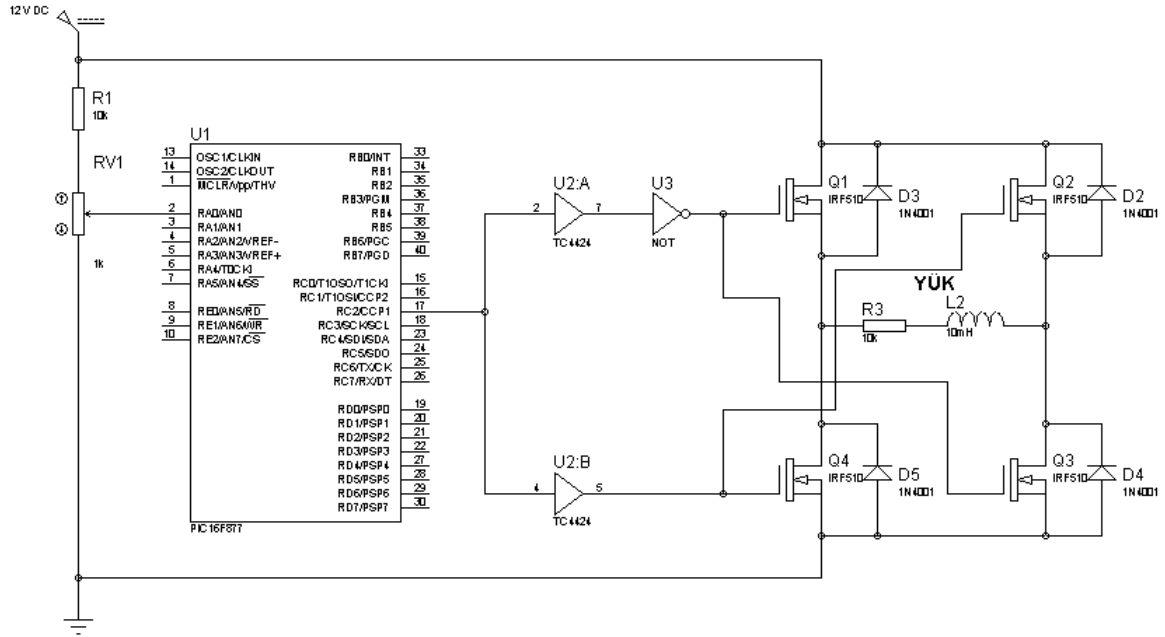 12V DC
R1
10k
RV1
1k
U1
13 OSC1/CLKIN
14 OSC2/CLKOUT
1 MCLR/Vpp/THV
2 RA0/AN0
3 RA1/AN1
4 RA2/AN2/VREF-
5 RA3/AN3/VREF+
6 RA4/T0CKI
7 RA5/AN4/SS
8 RE0/AN5/RD
9 RE1/AN6/WR
10 RE2/AN7/CS
RB0/INT 33
RB1 34
RB2 35
RB3/PGM 36
RB4 37
RB5 38
RB6/PGC 39
RB7/PGD 40
RC0/T1OSO/T1CKI 15
RC1/T1OSI/CCP2 16
RC2/CCP1 17
RC3/SCK/SCL 18
RC4/SDI/SDA 23
RC5/SDO 24
RC6/TX/CK 25
RC7/RX/DT 26
RD0/PSP0 19
RD1/PSP1 20
RD2/PSP2 21
RD3/PSP3 22
RD4/PSP4 27
RD5/PSP5 28
RD6/PSP6 29
RD7/PSP7 30
PIC16F877
U2:A
2 7
TC4424
U3
NOT
U2:B
4 5
TC4424
Q1
IRF510
D3
1N4001
Q2
IRF510
D2
1N4001
YÜK
R3
10k
L2
10mH
Q4
IRF510
D5
1N4001
Q3
IRF510
D4
1N4001